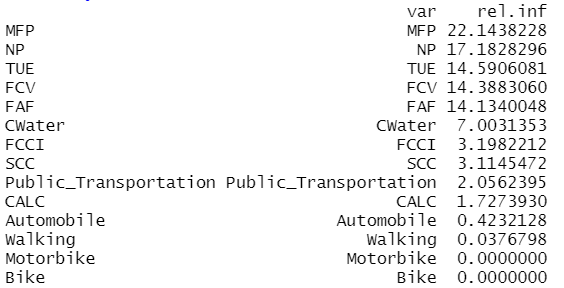 var rel.inf
MFP MFP 22.1438228
NP NP 17.1828296
TUE TUE 14.5906081
FCV FCV 14.3883060
FAF FAF 14.1340048
CWater CWater 7.0031353
FCCI FCCI 3.1982212
SCC SCC 3.1145472
Public_Transportation Public_Transportation 2.0562395
CALC CALC 1.7273930
Automobile Automobile 0.4232128
Walking Walking 0.0376798
Motorbike Motorbike 0.0000000
Bike Bike 0.0000000